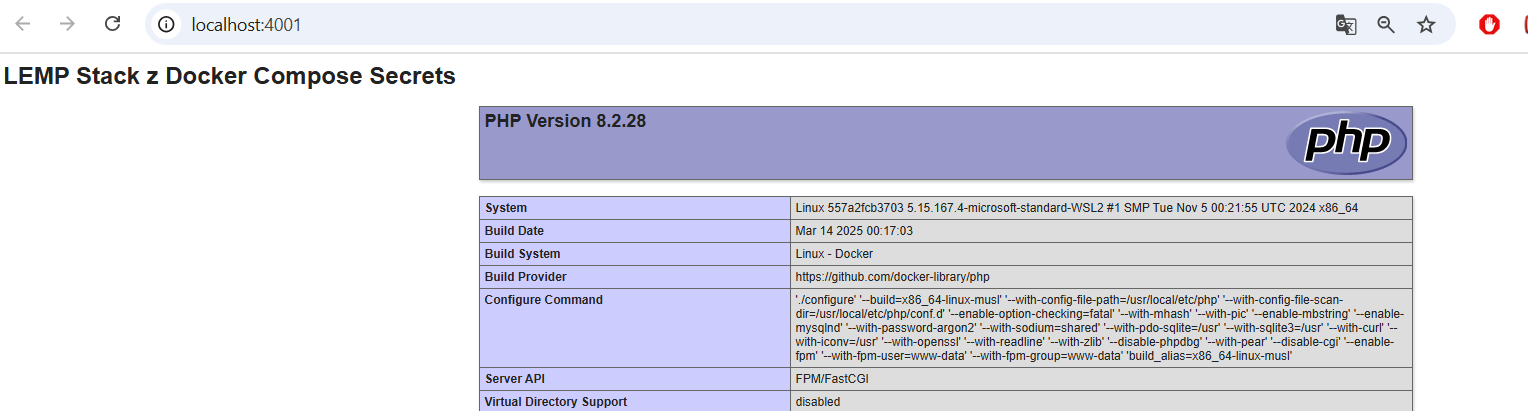 localhost:4001
LEMP Stack z Docker Compose Secrets
PHP Version 8.2.28
php
System Linux 557a2fcb3703 5.15.167.4-microsoft-standard-WSL2 #1 SMP Tue Nov 5 00:21:55 UTC 2024 x86_64
Build Date Mar 14 2025 00:17:03
Build System Linux - Docker
Build Provider https://github.com/docker-library/php
Configure Command './configure' '--build=x86_64-linux-musl' '--with-config-file-path=/usr/local/etc/php' '--with-config-file-scan-
dir=/usr/local/etc/php/conf.d' '--enable-option-checking=fatal' '--with-mhash' '--with-pic' '--enable-mbstring' '--enable-
mysqlnd' '--with-password-argon2' '--with-sodium=shared' '--with-pdo-sqlite=/usr' '--with-sqlite3=/usr' '--with-curl' '--
with-iconv=/usr' '--with-openssl' '--with-readline' '--with-zlib' '--disable-phpdbg' '--with-pear' '--disable-cgi' '--enable-
fpm' '--with-fpm-user=www-data' '--with-fpm-group=www-data' 'build_alias=x86_64-linux-musl'
Server API FPM/FastCGI
Virtual Directory Support disabled